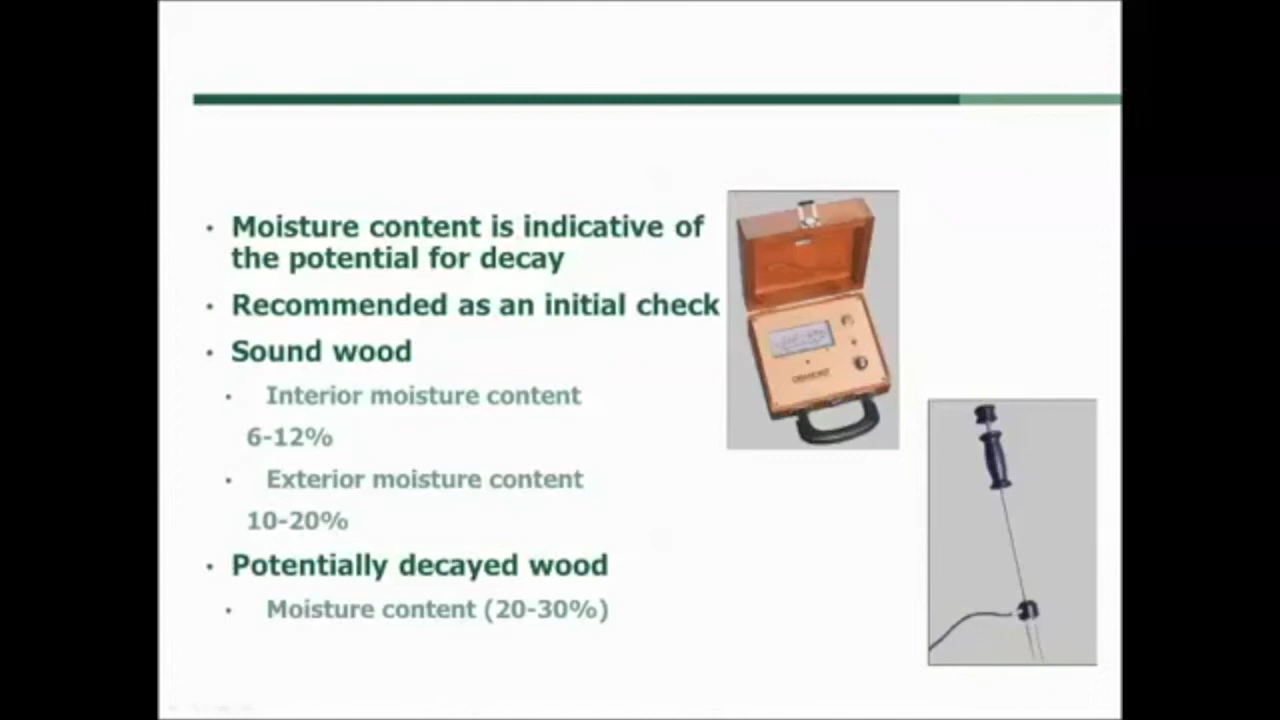 • Moisture content is indicative of
the potential for decay
• Recommended as an initial check
• Sound wood
• Interior moisture content
6-12%
• Exterior moisture content
10-20%
• Potentially decayed wood
• Moisture content (20-30%)